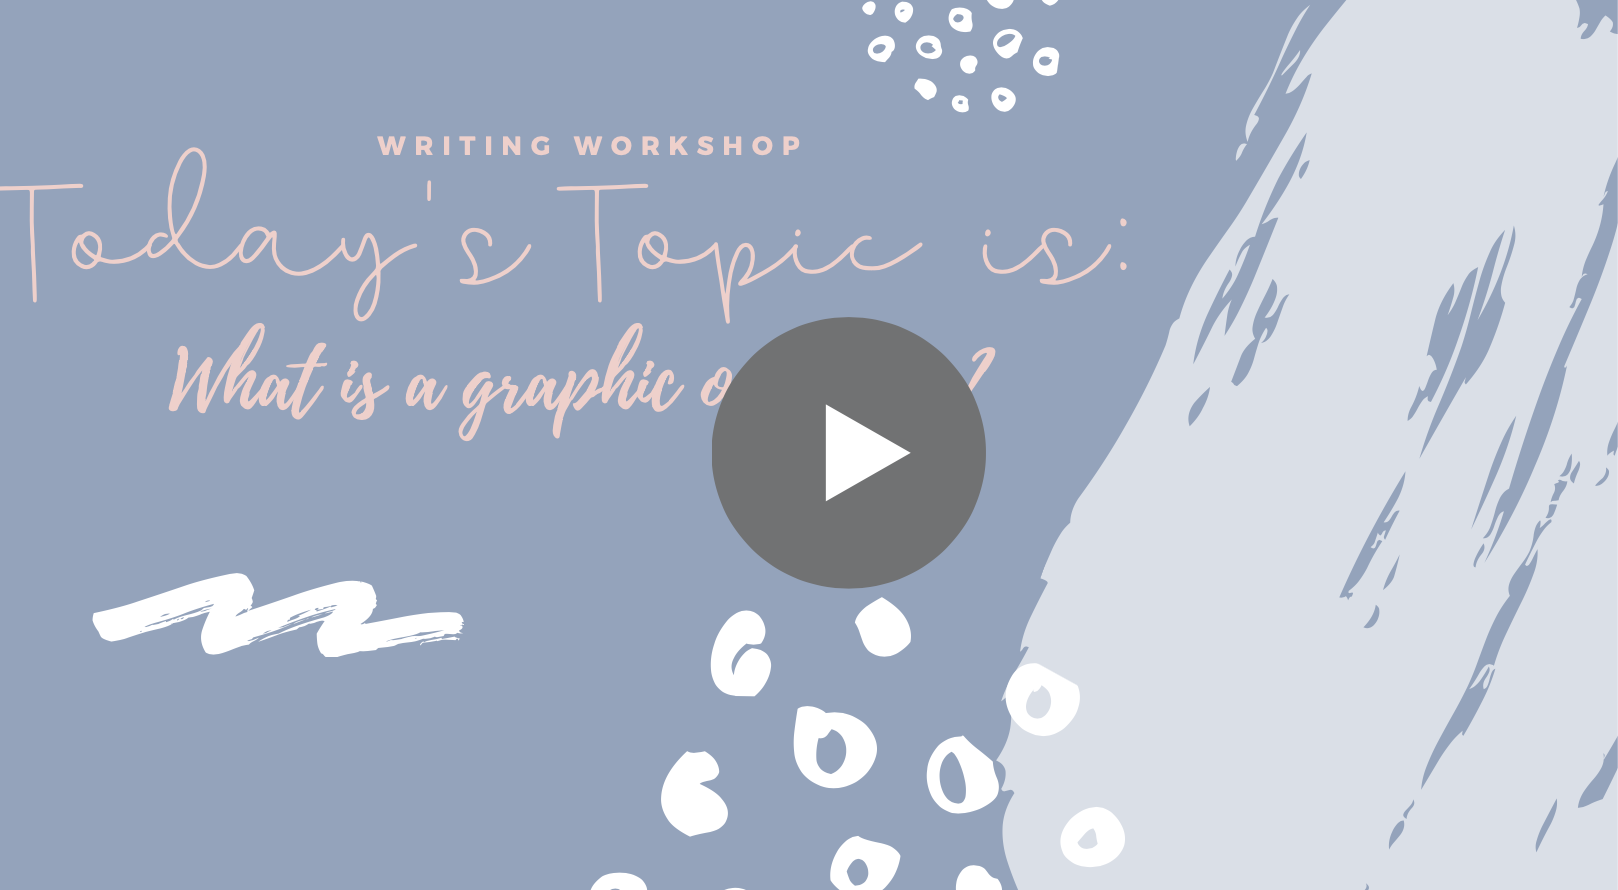 WRITING WORKSHOP
Today's Topic is:
What is a graphic o ?